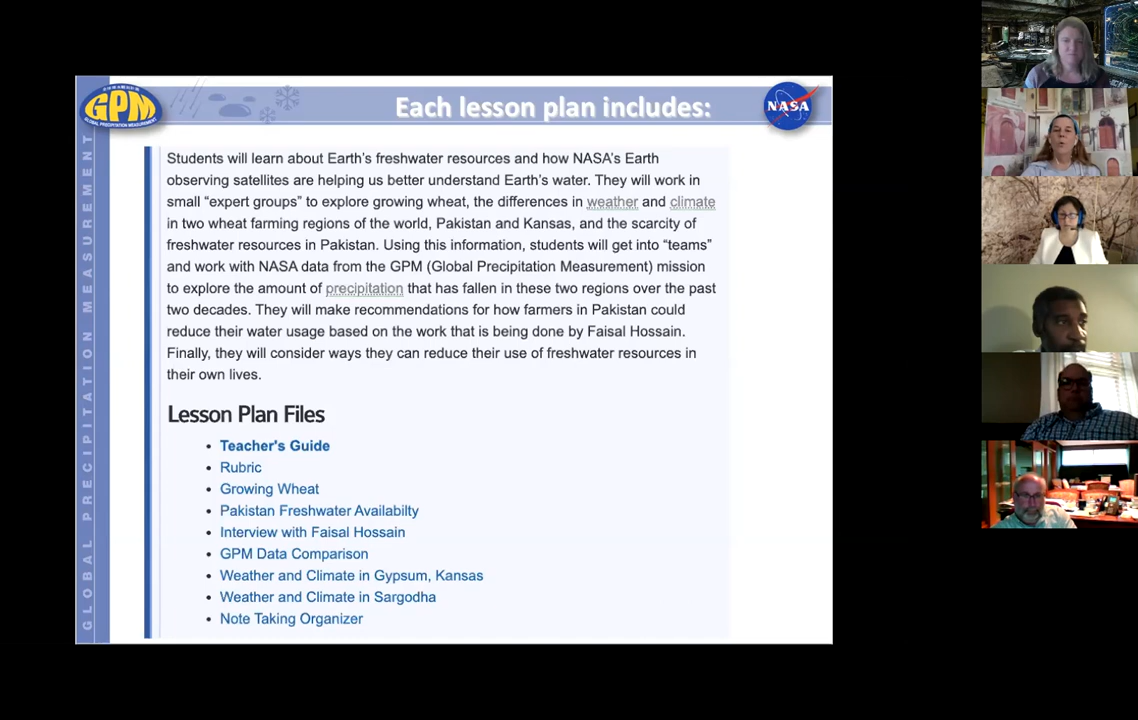 GPM
GLOBAL PRECIPITATION MEASUREMENT
Each lesson plan includes:
NASA
GLOBAL PRECIPITATION MEASUREMENT
Students will learn about Earth's freshwater resources and how NASA's Earth
observing satellites are helping us better understand Earth's water. They will work in
small “expert groups” to explore growing wheat, the differences in weather and climate
in two wheat farming regions of the world, Pakistan and Kansas, and the scarcity of
freshwater resources in Pakistan. Using this information, students will get into “teams”
and work with NASA data from the GPM (Global Precipitation Measurement) mission
to explore the amount of precipitation that has fallen in these two regions over the past
two decades. They will make recommendations for how farmers in Pakistan could
reduce their water usage based on the work that is being done by Faisal Hossain.
Finally, they will consider ways they can reduce their use of freshwater resources in
their own lives.
Lesson Plan Files
• Teacher's Guide
• Rubric
• Growing Wheat
• Pakistan Freshwater Availabilty
• Interview with Faisal Hossain
• GPM Data Comparison
• Weather and Climate in Gypsum, Kansas
• Weather and Climate in Sargodha
• Note Taking Organizer